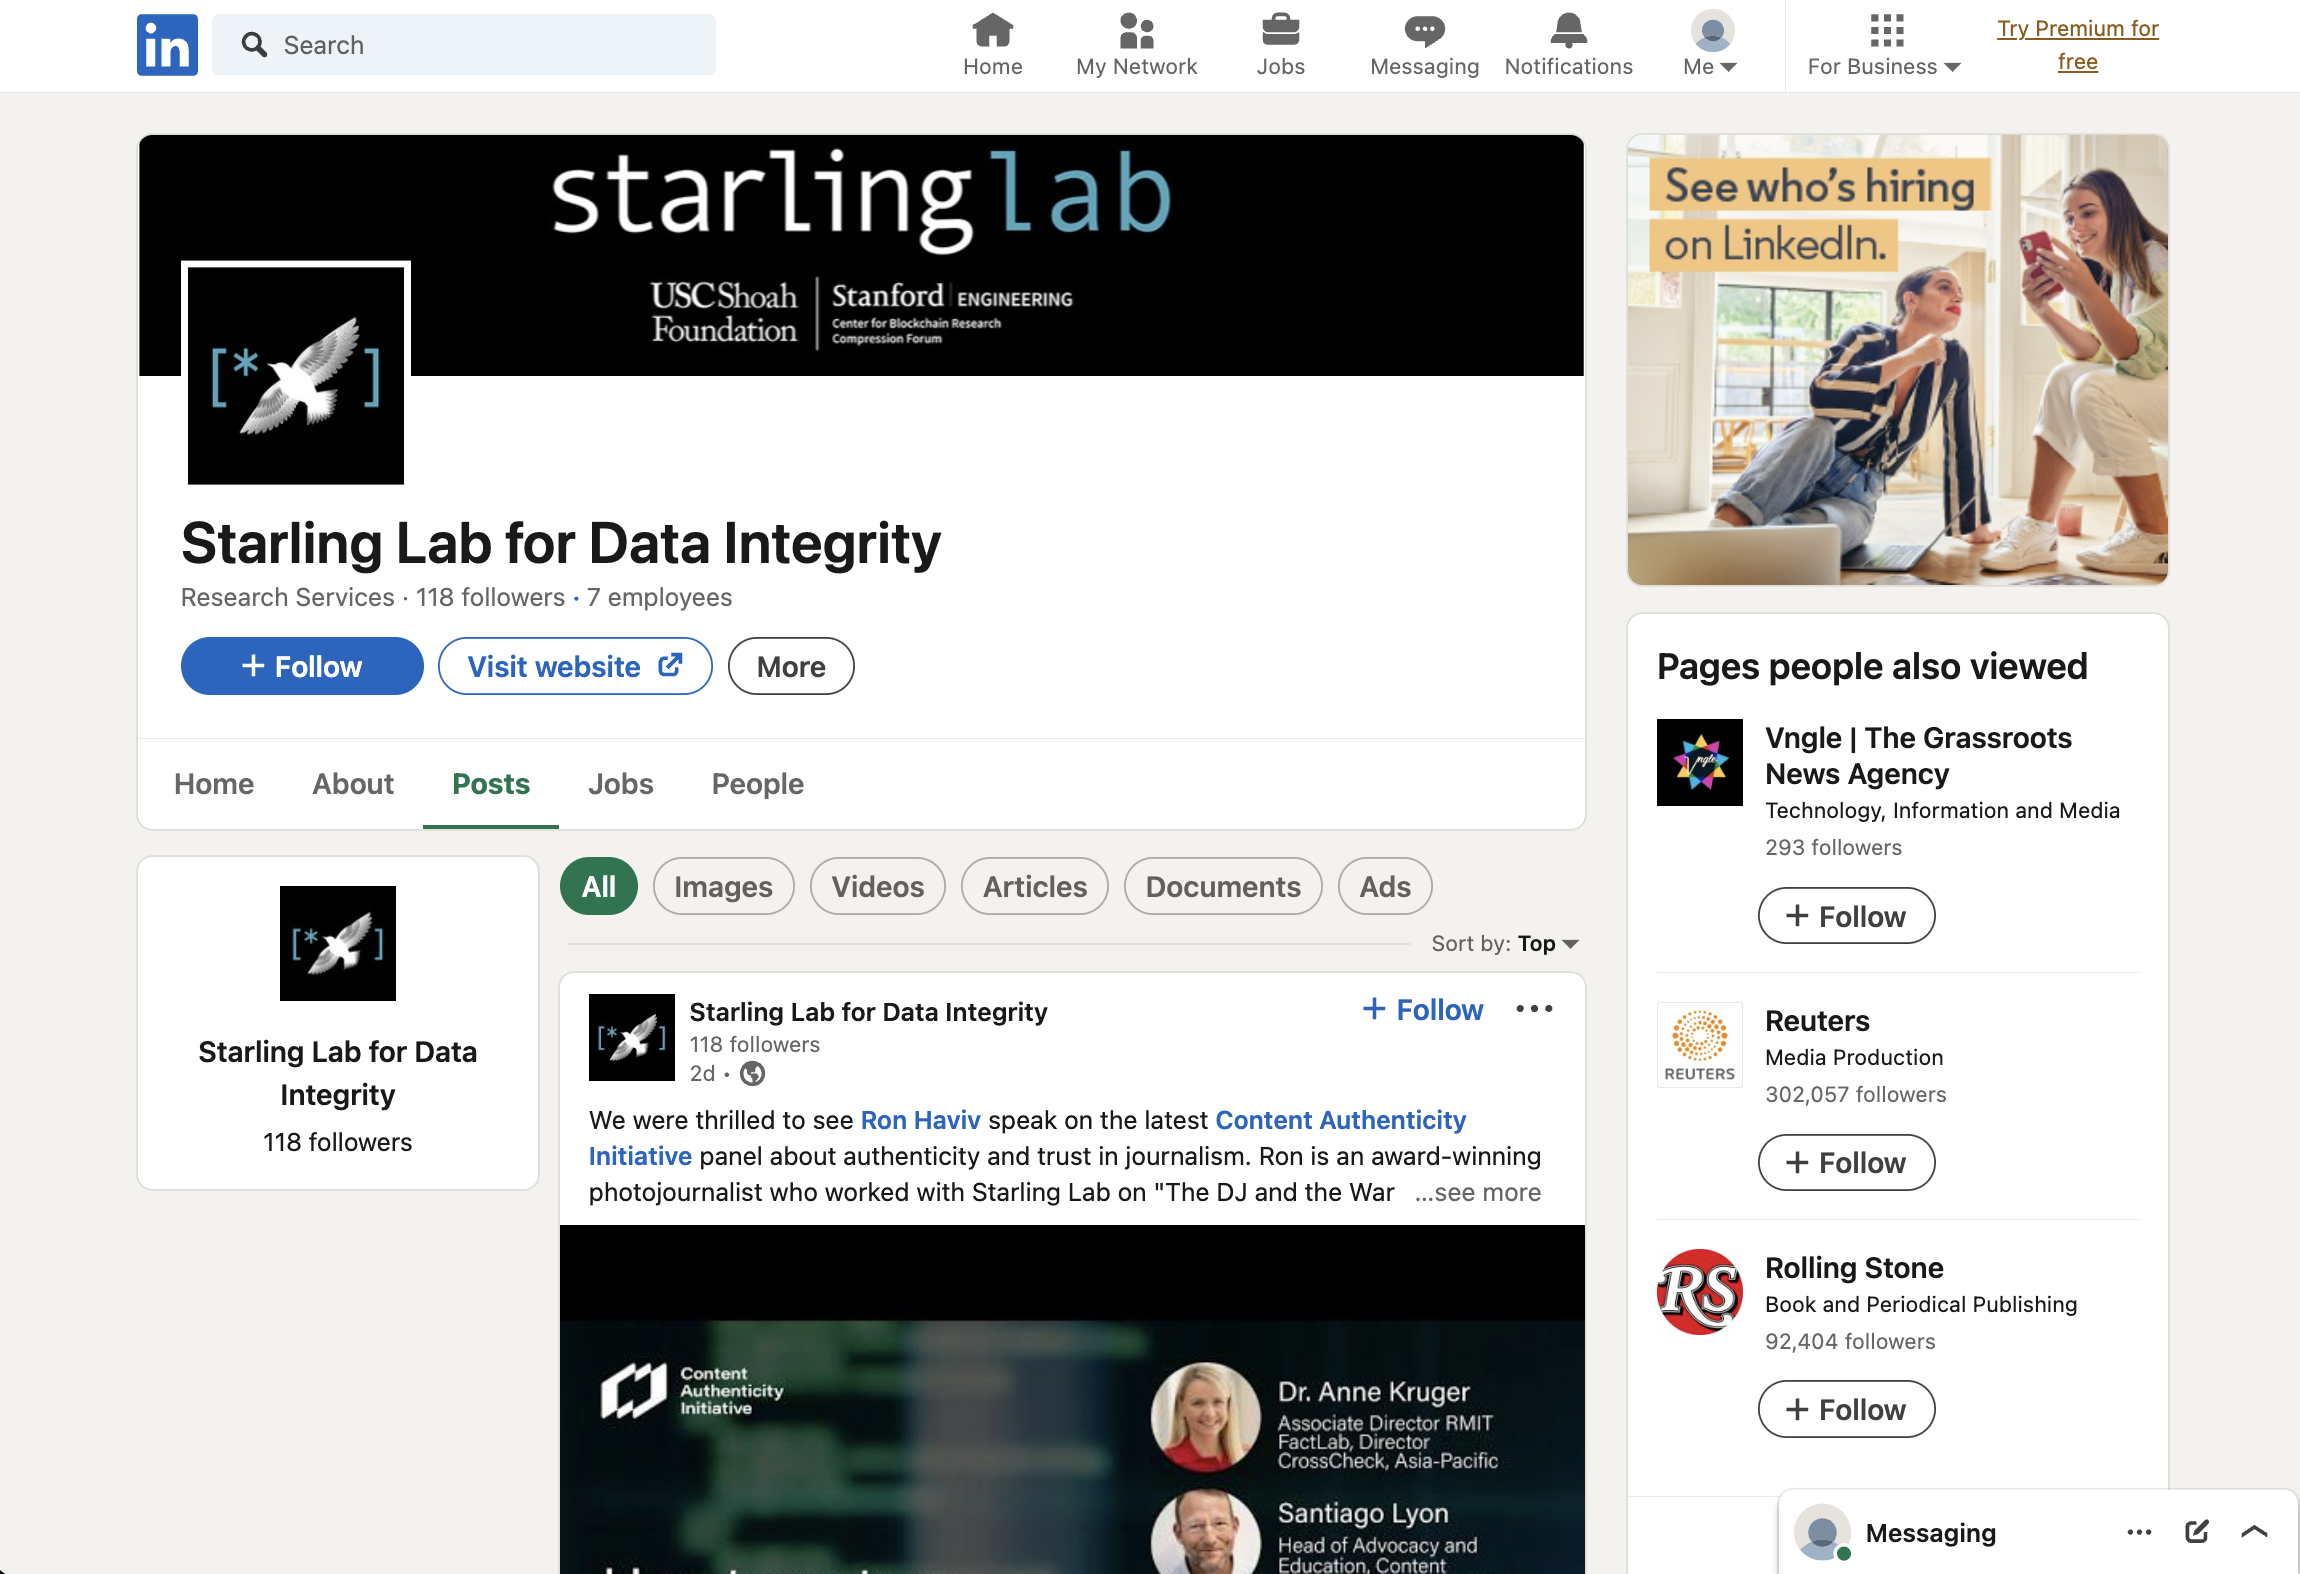 in
Search
Home
My Network
Jobs
Messaging
Notifications
Me
For Business
Try Premium for
free
starlinglab
USC Shoah
Foundation
Stanford | ENGINEERING
Center for Blockchain Research
Compression Forum
[* ]
Starling Lab for Data Integrity
Research Services · 118 followers · 7 employees
+ Follow
Visit website
More
Home
About
Posts
Jobs
People
[* ]
Starling Lab for Data
Integrity
118 followers
All
Images
Videos
Articles
Documents
Ads
Sort by: Top
[* ]
Starling Lab for Data Integrity
118 followers
2d •
+ Follow
We were thrilled to see Ron Haviv speak on the latest Content Authenticity
Initiative panel about authenticity and trust in journalism. Ron is an award-winning
photojournalist who worked with Starling Lab on "The DJ and the War ...see more
Content
Authenticity
Initiative
Dr. Anne Kruger
Associate Director RMIT
FactLab, Director
CrossCheck, Asia-Pacific
Santiago Lyon
Head of Advocacy and
Education, Content
See who's hiring
on LinkedIn.
Pages people also viewed
Vngle
Vngle | The Grassroots
News Agency
Technology, Information and Media
293 followers
+ Follow
REUTERS
Reuters
Media Production
302,057 followers
+ Follow
RS
Rolling Stone
Book and Periodical Publishing
92,404 followers
+ Follow
Messaging